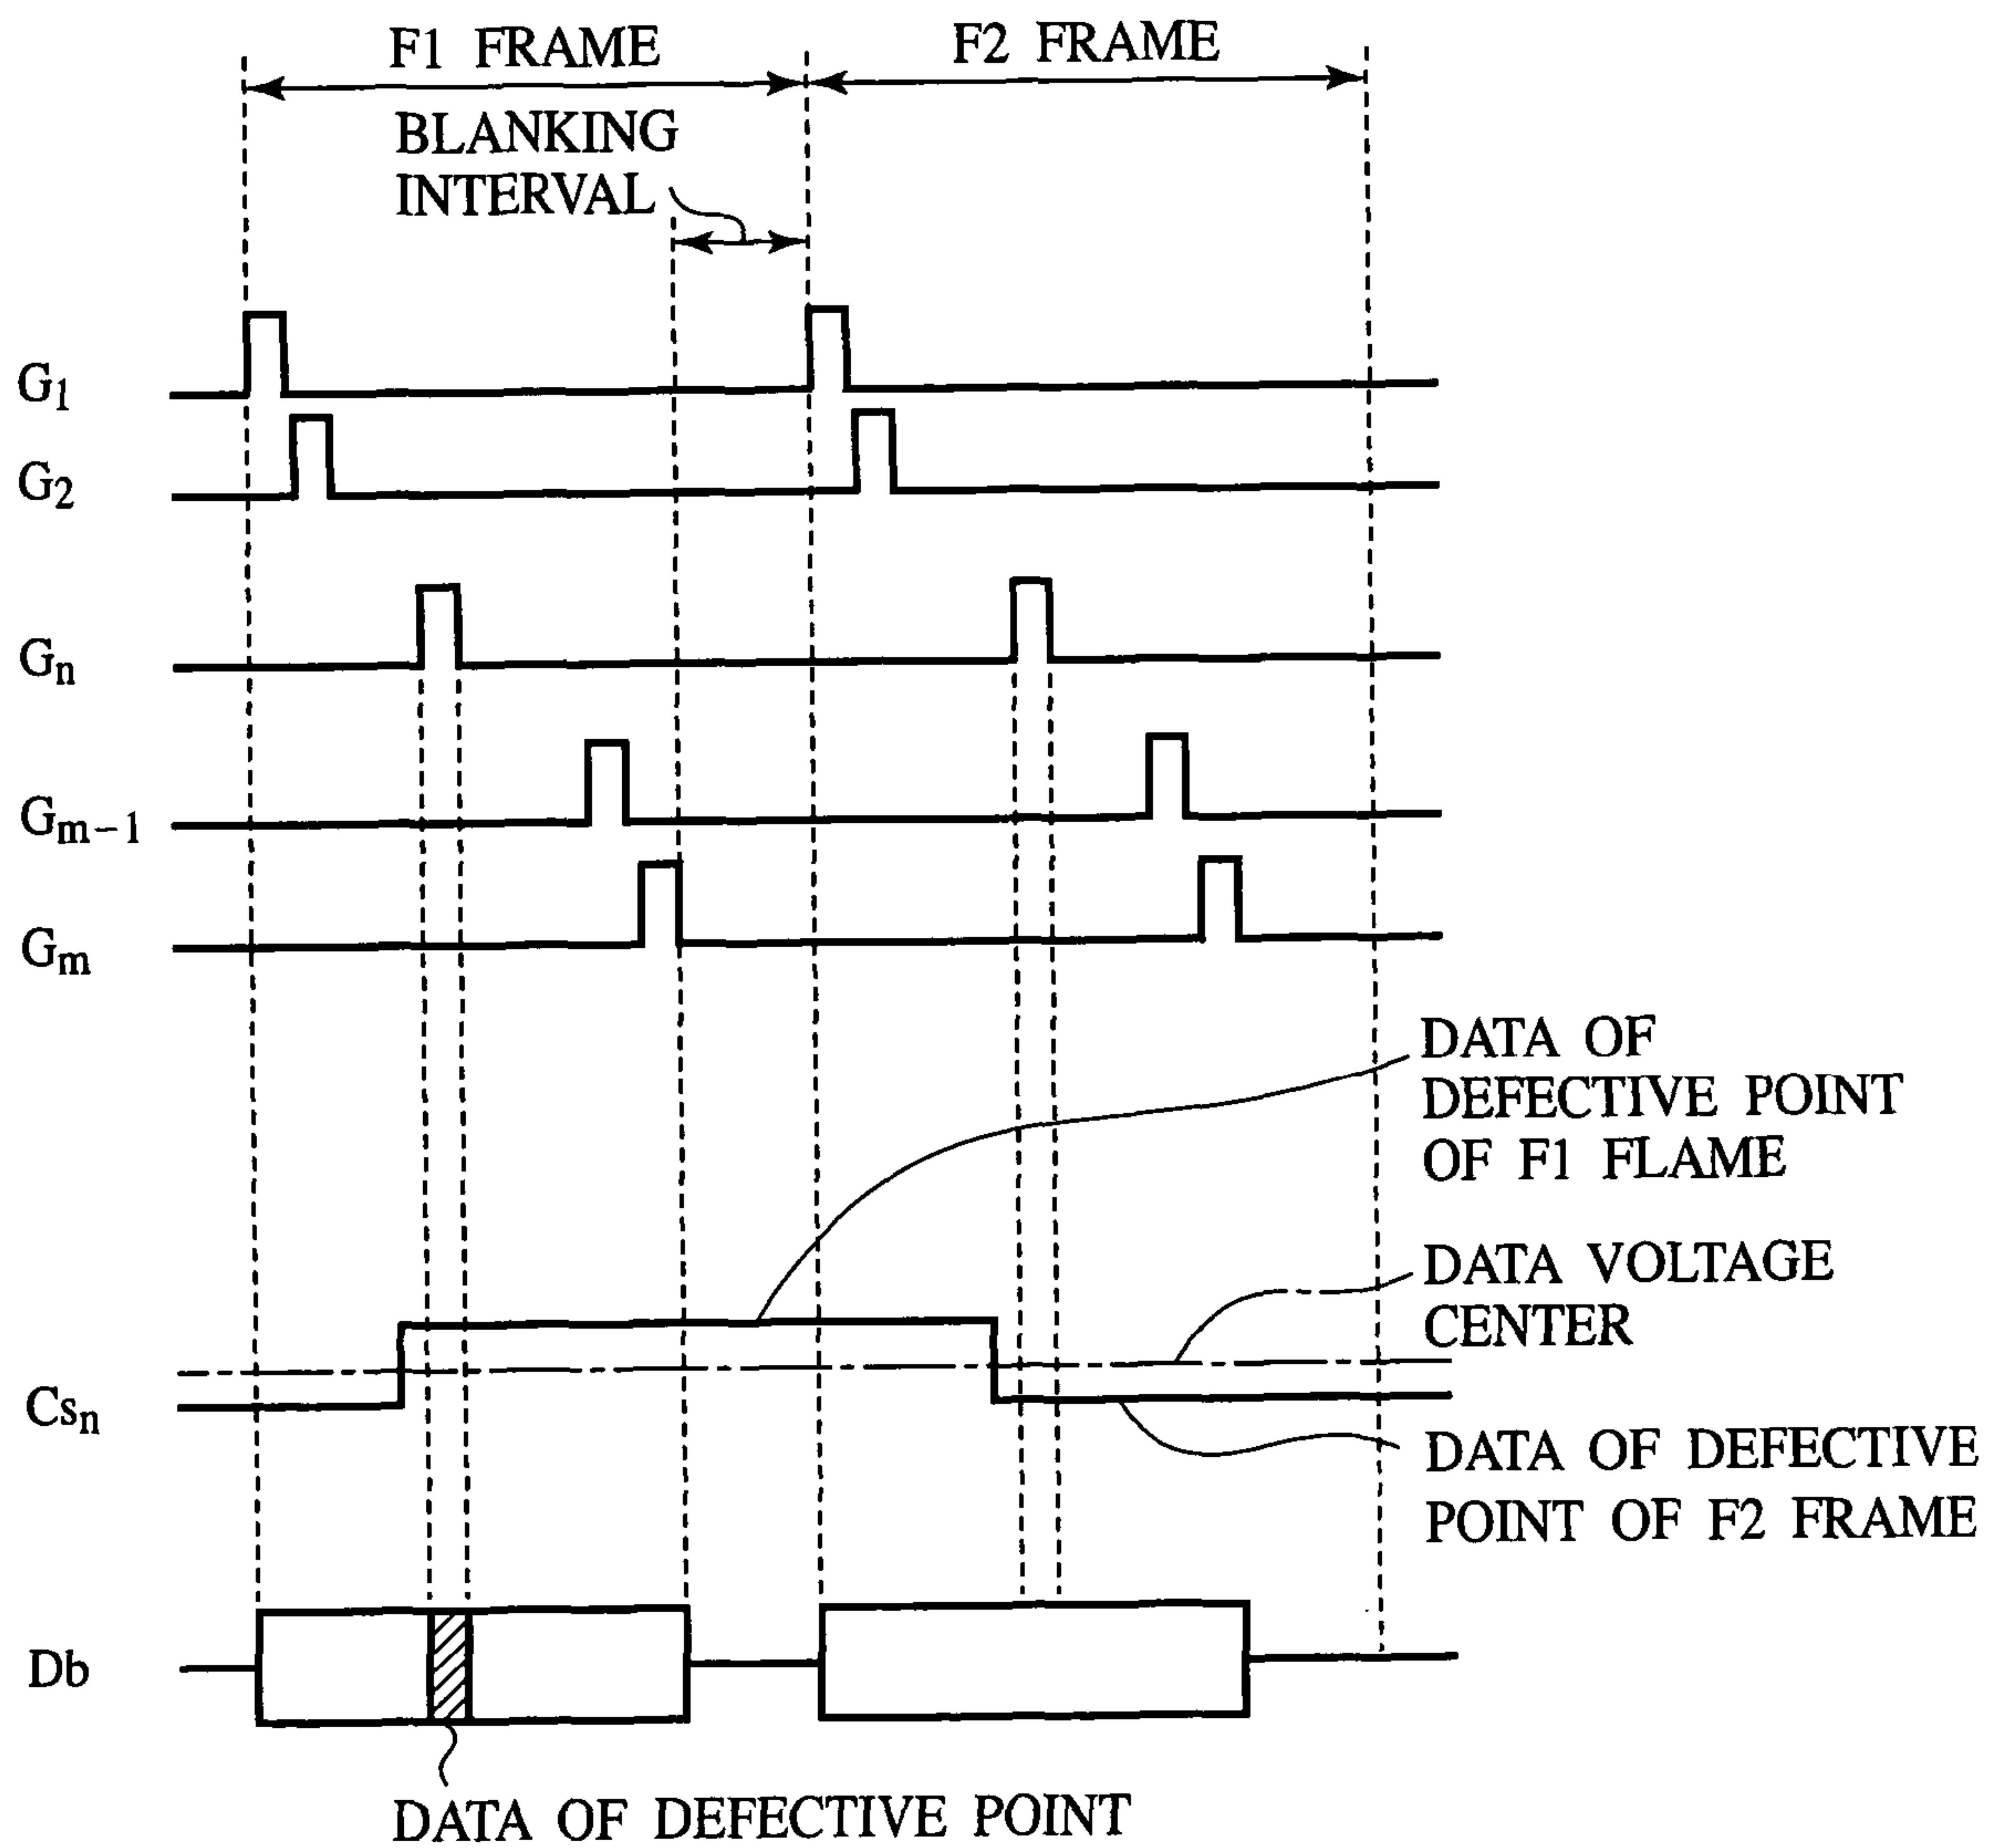 F1 FRAME
F2 FRAME
BLANKING
INTERVAL
G1
G2
Gn
Gm-1
Gm
DATA OF
DEFECTIVE POINT
OF F1 FLAME
DATA VOLTAGE
CENTER
Csn
DATA OF DEFECTIVE
POINT OF F2 FRAME
Db
DATA OF DEFECTIVE POINT